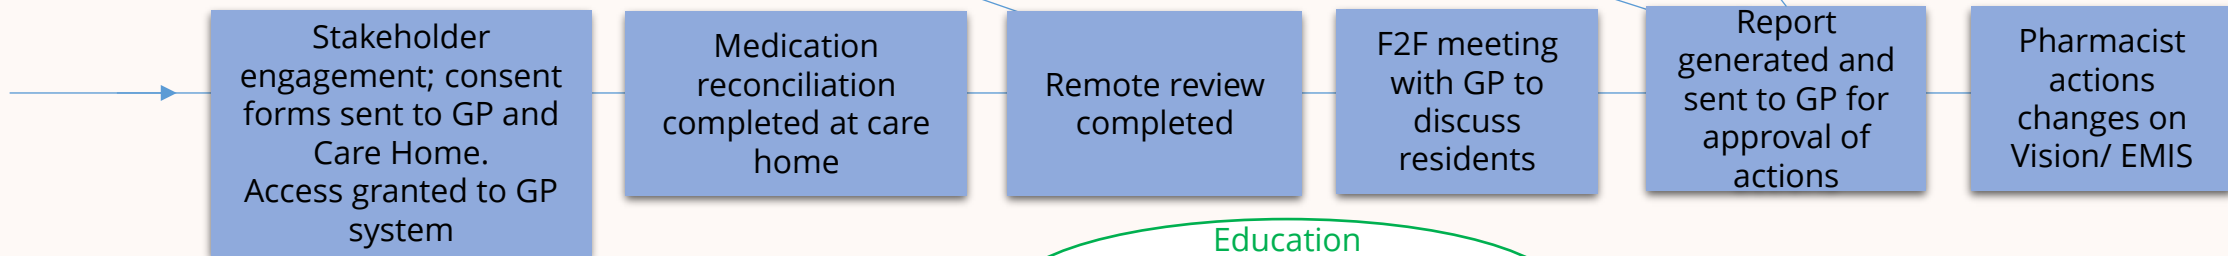 Stakeholder
engagement; consent
forms sent to GP and
Care Home.
Access granted to GP
system
Medication
reconciliation
completed at care
home
Remote review
completed
F2F meeting
with GP to
discuss
residents
Report
generated and
sent to GP for
approval of
actions
Pharmacist
actions
changes on
Vision/ EMIS
Education